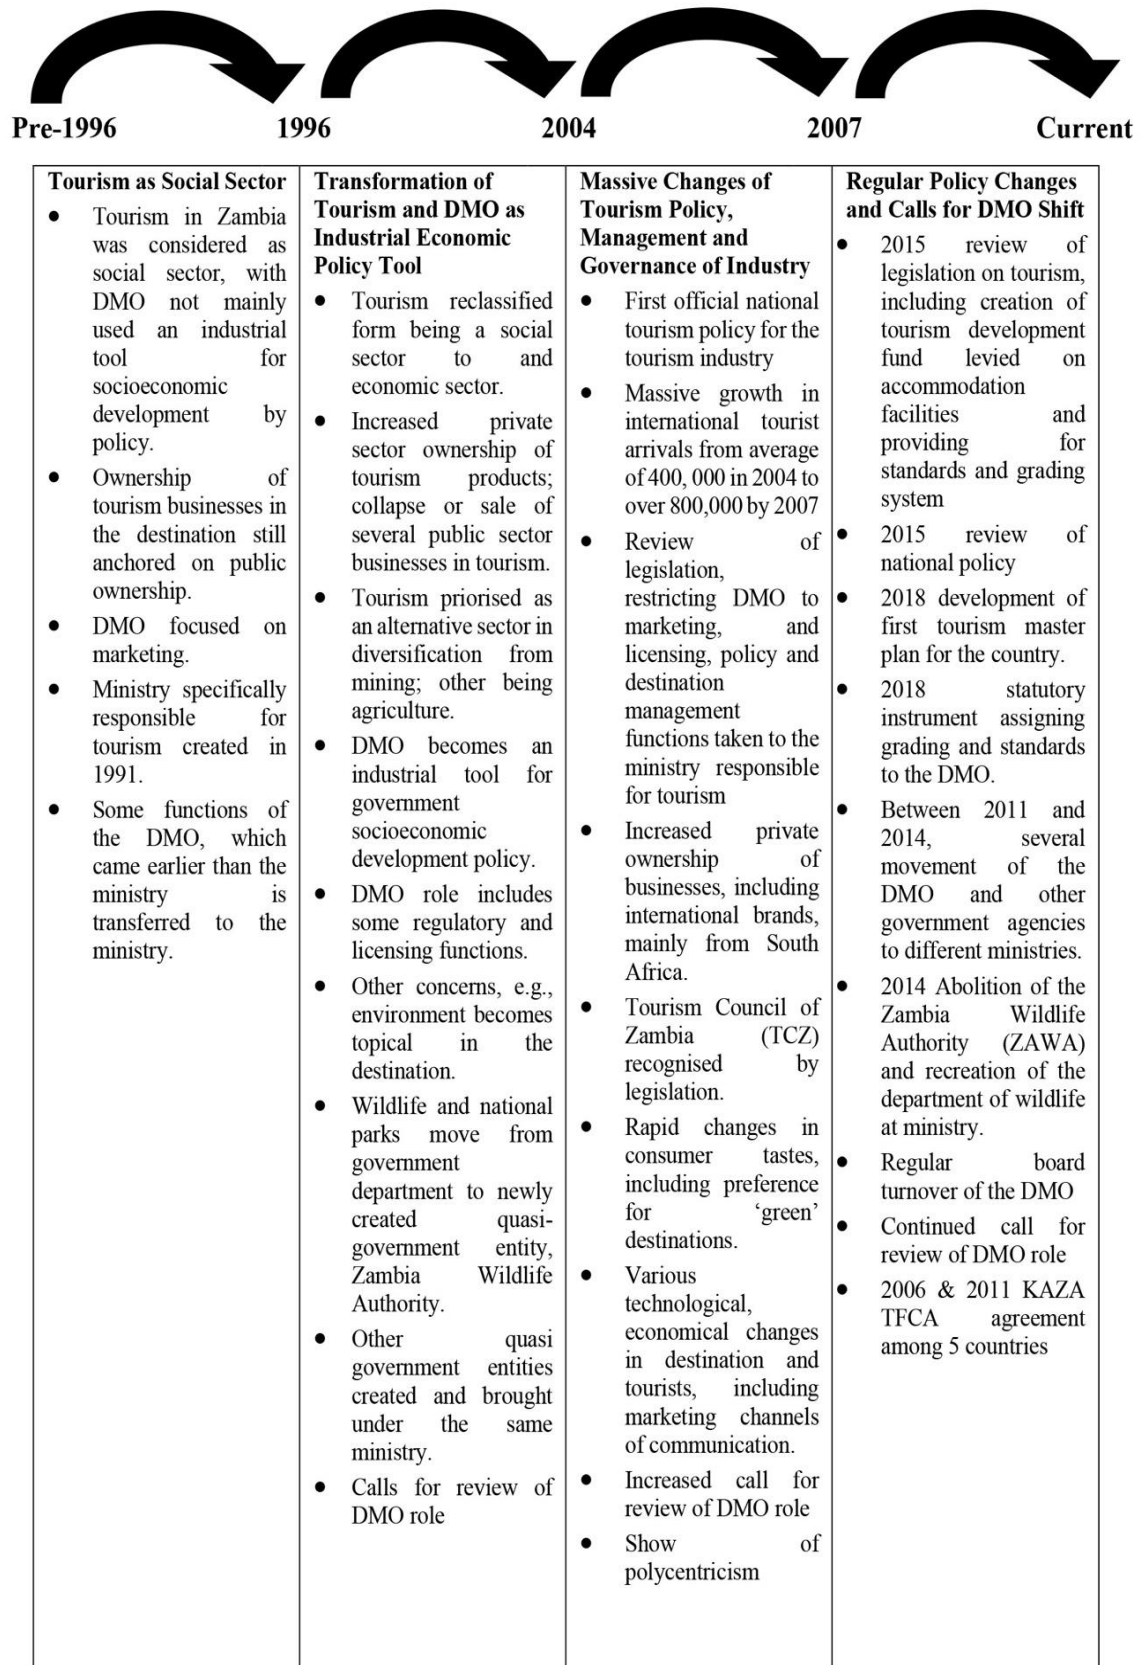 Pre-1996 1996 2004 2007 Current
Tourism as Social Sector
• Tourism in Zambia
was considered as
social sector, with
DMO not mainly
used an industrial
tool for
socioeconomic
development by
policy.
• Ownership of
tourism businesses in
the destination still
anchored on public
ownership.
• DMO focused on
marketing.
• Ministry specifically
responsible for
tourism created in
1991.
• Some functions of
the DMO, which
came earlier than the
ministry is
transferred to the
ministry.
Transformation of
Tourism and DMO as
Industrial Economic
Policy Tool
• Tourism reclassified
form being a social
sector to and
economic sector.
• Increased private
sector ownership of
tourism products;
collapse or sale of
several public sector
businesses in tourism.
• Tourism priorised as
an alternative sector in
diversification from
mining; other being
agriculture.
• DMO becomes an
industrial tool for
government
socioeconomic
development policy.
• DMO role includes
some regulatory and
licensing functions.
• Other concerns, e.g.,
environment becomes
topical in the
destination.
• Wildlife and national
parks move from
government
department to newly
created quasi-
government entity,
Zambia Wildlife
Authority.
• Other quasi
government entities
created and brought
under the same
ministry.
• Calls for review of
DMO role
Massive Changes of
Tourism Policy,
Management and
Governance of Industry
• First official national
tourism policy for the
tourism industry
• Massive growth in
international tourist
arrivals from average
of 400, 000 in 2004 to
over 800,000 by 2007
• Review of
legislation,
restricting DMO to
marketing, and
licensing, policy and
destination
management
functions taken to the
ministry responsible
for tourism
• Increased private
ownership of
businesses, including
international brands,
mainly from South
Africa.
• Tourism Council of
Zambia (TCZ)
recognised by
legislation.
• Rapid changes in
consumer tastes,
including preference
for ‘green’
destinations.
• Various
technological,
economical changes
in destination and
tourists, including
marketing channels
of communication.
• Increased call for
review of DMO role
• Show of
polycentricism
Regular Policy Changes
and Calls for DMO Shift
• 2015 review of
legislation on tourism,
including creation of
tourism development
fund levied on
accommodation
facilities and
providing for
standards and grading
system
• 2015 review of
national policy
• 2018 development of
first tourism master
plan for the country.
• 2018 statutory
instrument assigning
grading and standards
to the DMO.
• Between 2011 and
2014, several
movement of the
DMO and other
government agencies
to different ministries.
• 2014 Abolition of the
Zambia Wildlife
Authority (ZAWA)
and recreation of the
department of wildlife
at ministry.
• Regular board
turnover of the DMO
• Continued call for
review of DMO role
• 2006 & 2011 KAZA
TFCA agreement
among 5 countries